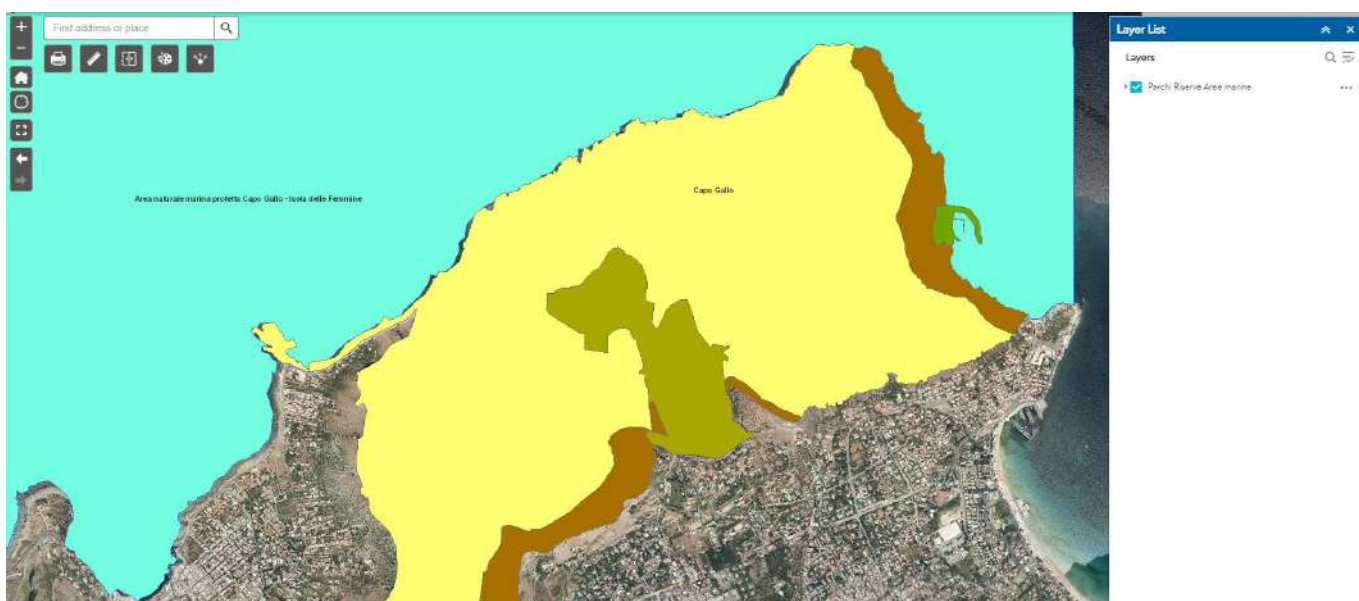 Find address or place
Layer List
Layers
Parchi Riserve Aree marine
Area naturale marina protetta Capo Gallo - Isola delle Femmine
Capo Gallo